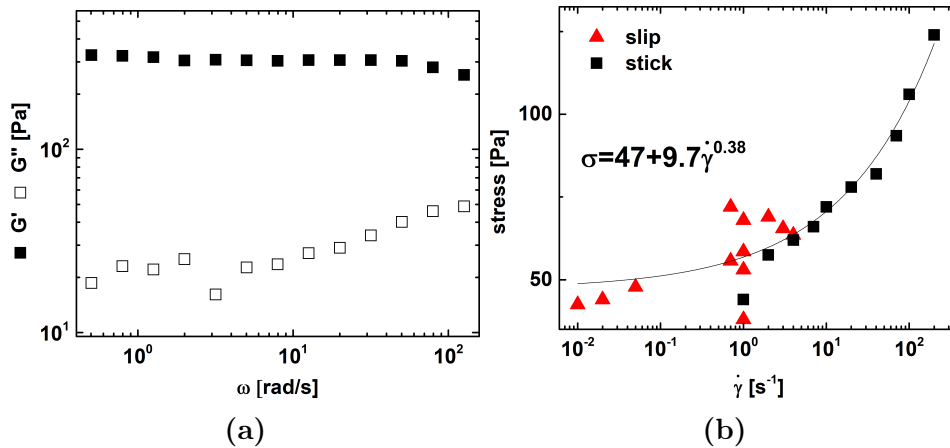 10²
10¹
G' G" [Pa]
10⁰ 10¹ 10²
ω [rad/s]
(a)
slip
stick
σ=47+9.7γ̇^0.38
100
50
stress [Pa]
10⁻² 10⁻¹ 10⁰ 10¹ 10²
γ̇ [s⁻¹]
(b)